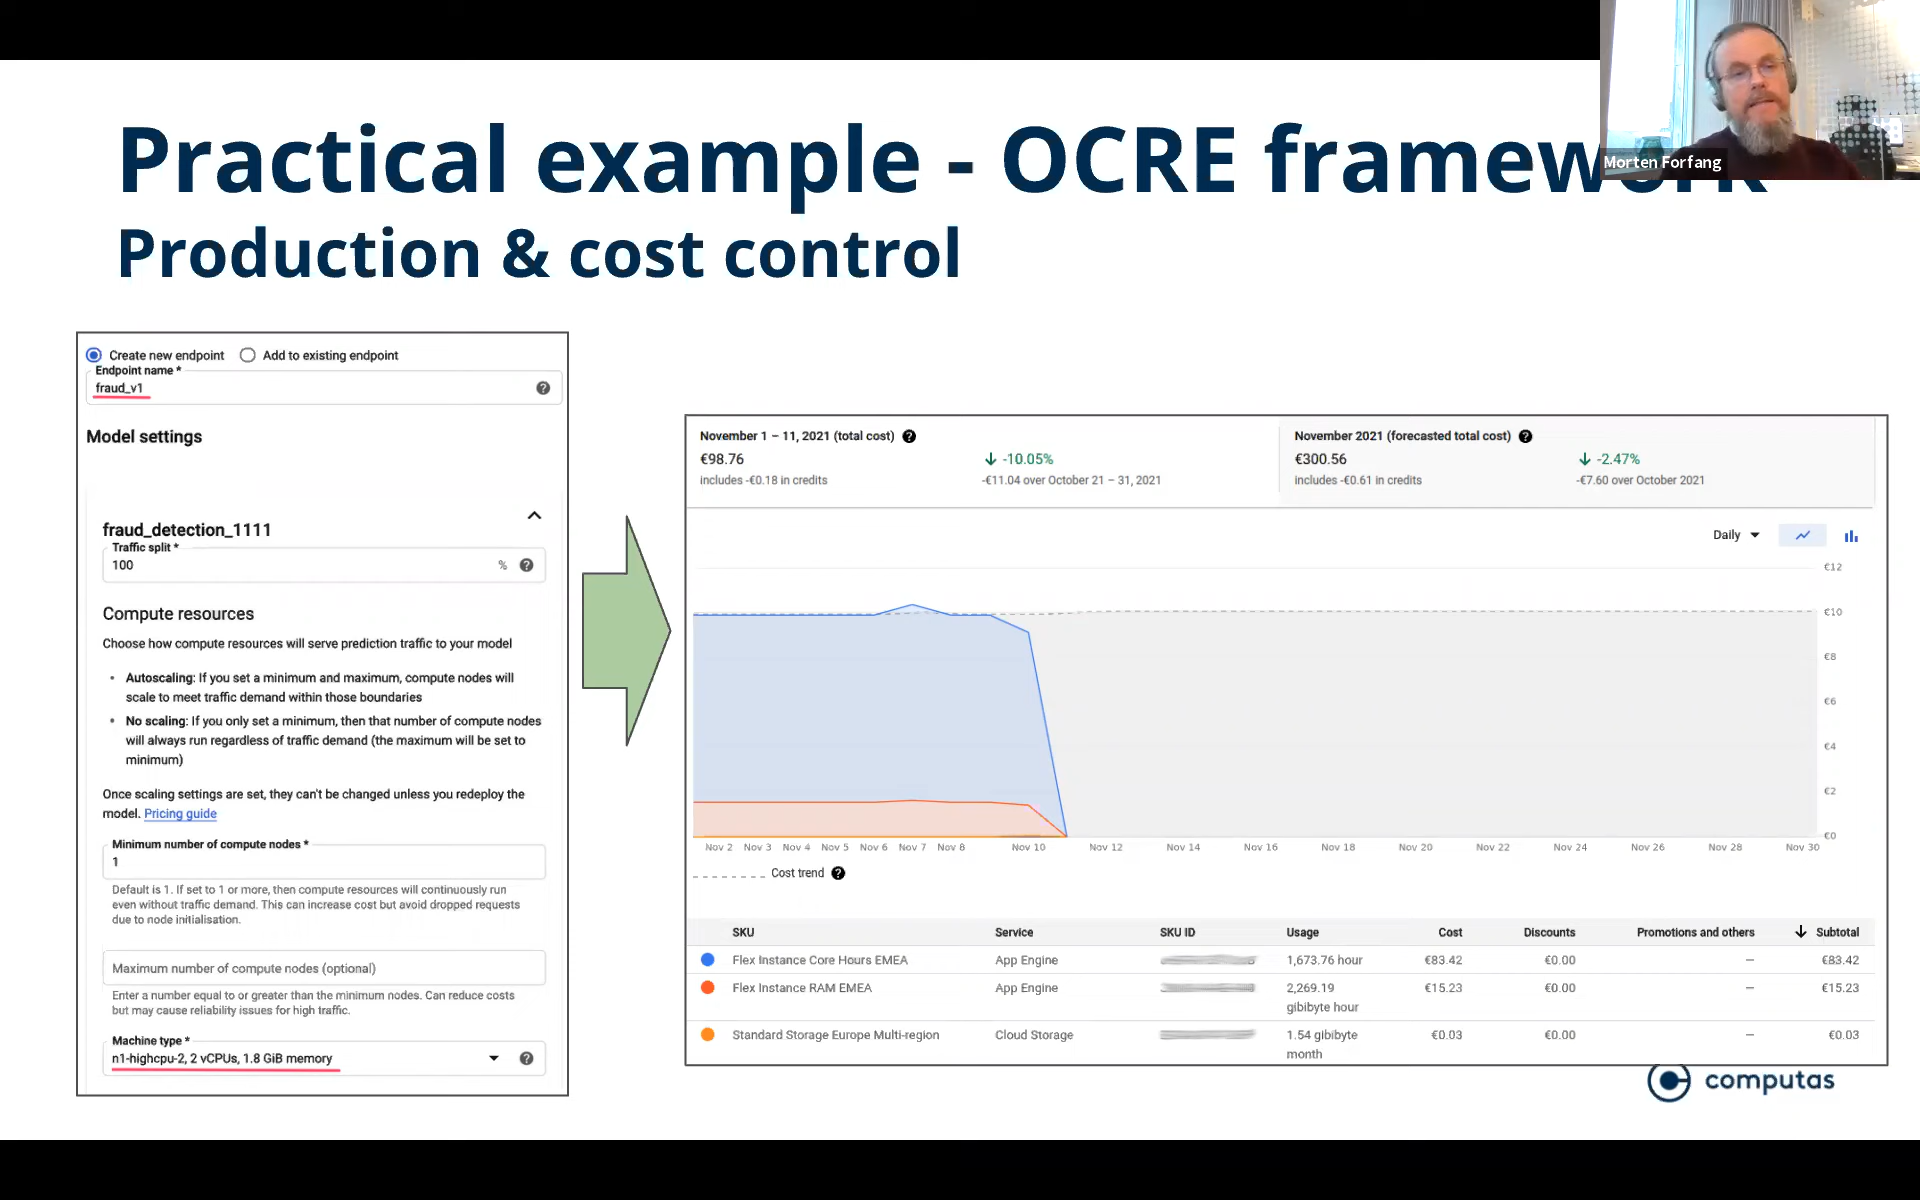 Practical example - OCRE framework
Morten Forfang
Production & cost control
Create new endpoint Add to existing endpoint
Endpoint name *
fraud_v1
Model settings
fraud_detection_1111
Traffic split *
100 %
Compute resources
Choose how compute resources will serve prediction traffic to your model
• Autoscaling: If you set a minimum and maximum, compute nodes will
scale to meet traffic demand within those boundaries
• No scaling: If you only set a minimum, then that number of compute nodes
will always run regardless of traffic demand (the maximum will be set to
minimum)
Once scaling settings are set, they can't be changed unless you redeploy the
model. Pricing guide
Minimum number of compute nodes *
1
Default is 1. If set to 1 or more, then compute resources will continuously run
even without traffic demand. This can increase cost but avoid dropped requests
due to node initialisation.
Maximum number of compute nodes (optional)
Enter a number equal to or greater than the minimum nodes. Can reduce costs
but may cause reliability issues for high traffic.
Machine type *
n1-highcpu-2, 2 vCPUs, 1.8 GiB memory
November 1 – 11, 2021 (total cost)
€98.76 -10.05%
includes -€0.18 in credits -€11.04 over October 21 – 31, 2021
November 2021 (forecasted total cost)
€300.56 -2.47%
includes -€0.61 in credits -€7.60 over October 2021
Daily
€12
€10
€8
€6
€4
€2
€0
Nov 2 Nov 3 Nov 4 Nov 5 Nov 6 Nov 7 Nov 8 Nov 10 Nov 12 Nov 14 Nov 16 Nov 18 Nov 20 Nov 22 Nov 24 Nov 26 Nov 28 Nov 30
Cost trend
SKU Service SKU ID Usage Cost Discounts Promotions and others Subtotal
Flex Instance Core Hours EMEA App Engine 1,673.76 hour €83.42 €0.00 — €83.42
Flex Instance RAM EMEA App Engine 2,269.19 €15.23 €0.00 — €15.23
gibibyte hour
Standard Storage Europe Multi-region Cloud Storage 1.54 gibibyte €0.03 €0.00 — €0.03
month
computas